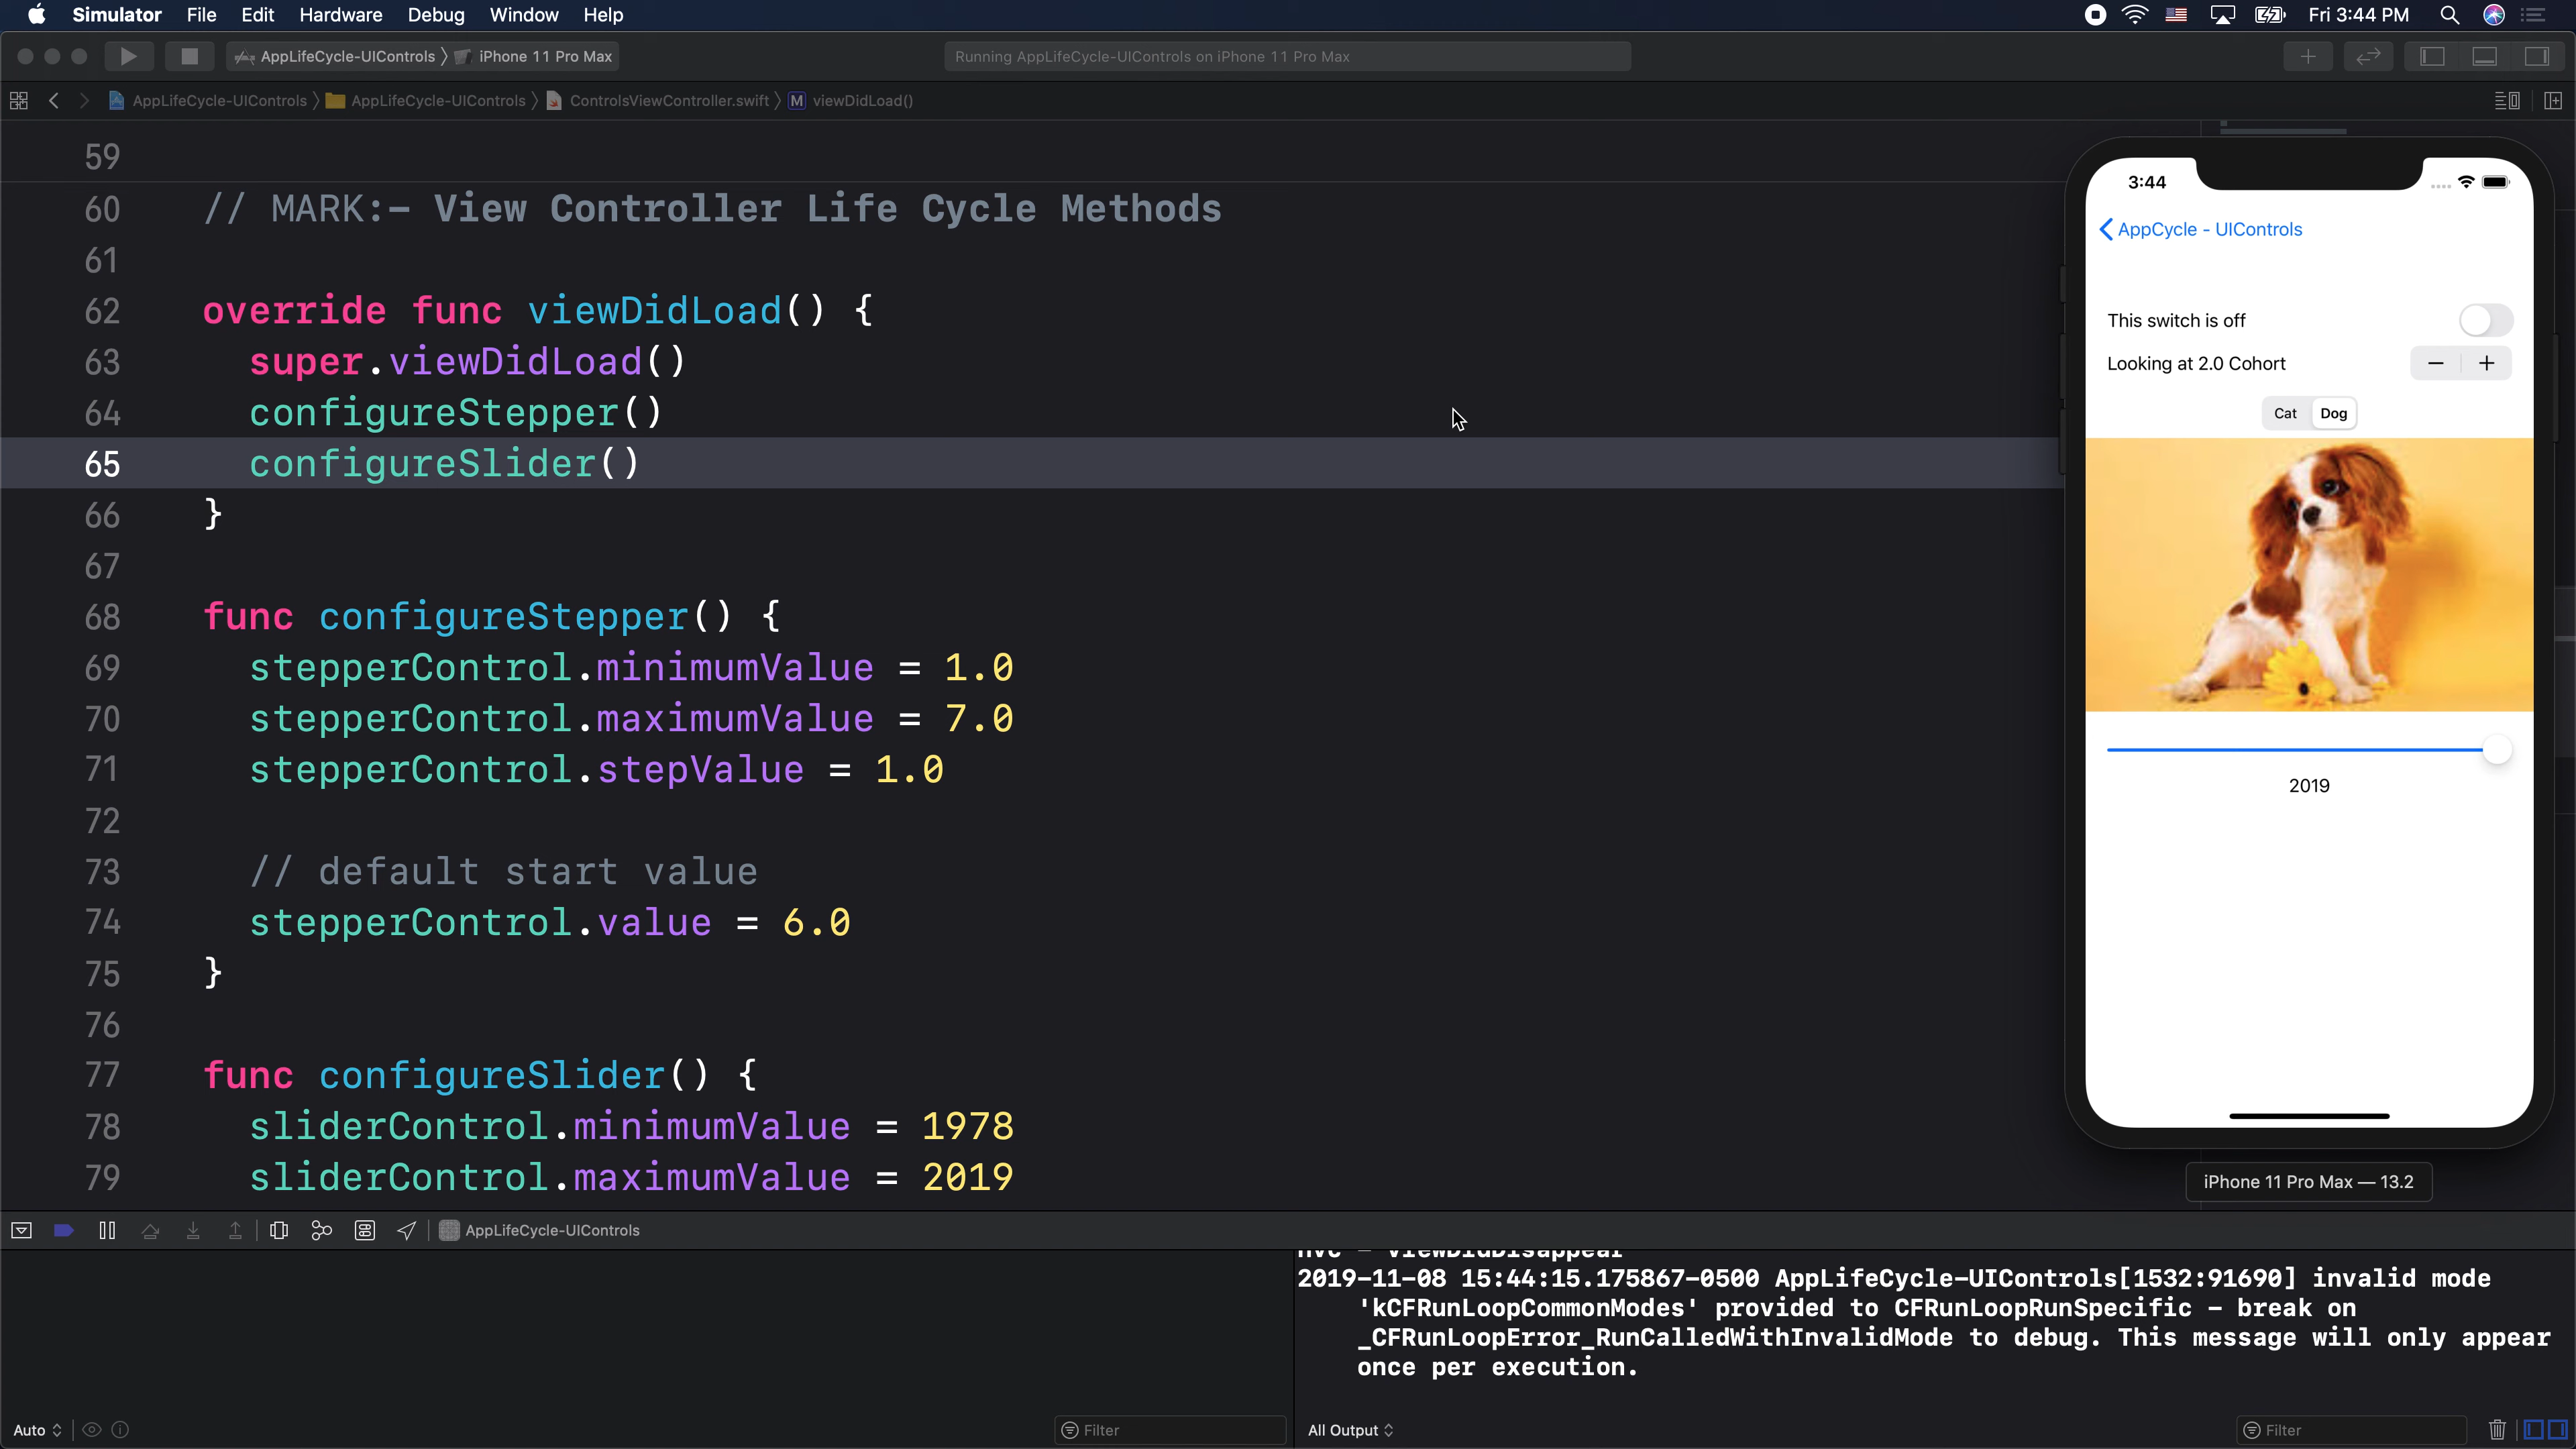 Simulator File Edit Hardware Debug Window Help Fri 3:44 PM
AppLifeCycle-UIControls iPhone 11 Pro Max Running AppLifeCycle-UIControls on iPhone 11 Pro Max
AppLifeCycle-UIControls AppLifeCycle-UIControls ControlsViewController.swift M viewDidLoad()
59
60 // MARK:- View Controller Life Cycle Methods
61
62 override func viewDidLoad() {
63 super.viewDidLoad()
64 configureStepper()
65 configureSlider()
66 }
67
68 func configureStepper() {
69 stepperControl.minimumValue = 1.0
70 stepperControl.maximumValue = 7.0
71 stepperControl.stepValue = 1.0
72
73 // default start value
74 stepperControl.value = 6.0
75 }
76
77 func configureSlider() {
78 sliderControl.minimumValue = 1978
79 sliderControl.maximumValue = 2019
3:44
AppCycle - UIControls
This switch is off
Looking at 2.0 Cohort − +
Cat Dog
2019
iPhone 11 Pro Max — 13.2
AppLifeCycle-UIControls
nvc - viewDidDisappear
2019-11-08 15:44:15.175867-0500 AppLifeCycle-UIControls[1532:91690] invalid mode
'kCFRunLoopCommonModes' provided to CFRunLoopRunSpecific - break on
_CFRunLoopError_RunCalledWithInvalidMode to debug. This message will only appear
once per execution.
Auto Filter All Output Filter